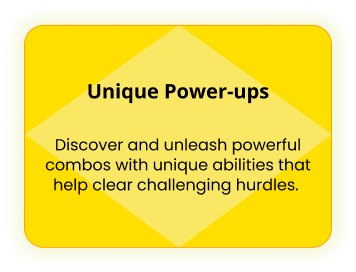 Unique Power-ups
Discover and unleash powerful
combos with unique abilities that
help clear challenging hurdles.